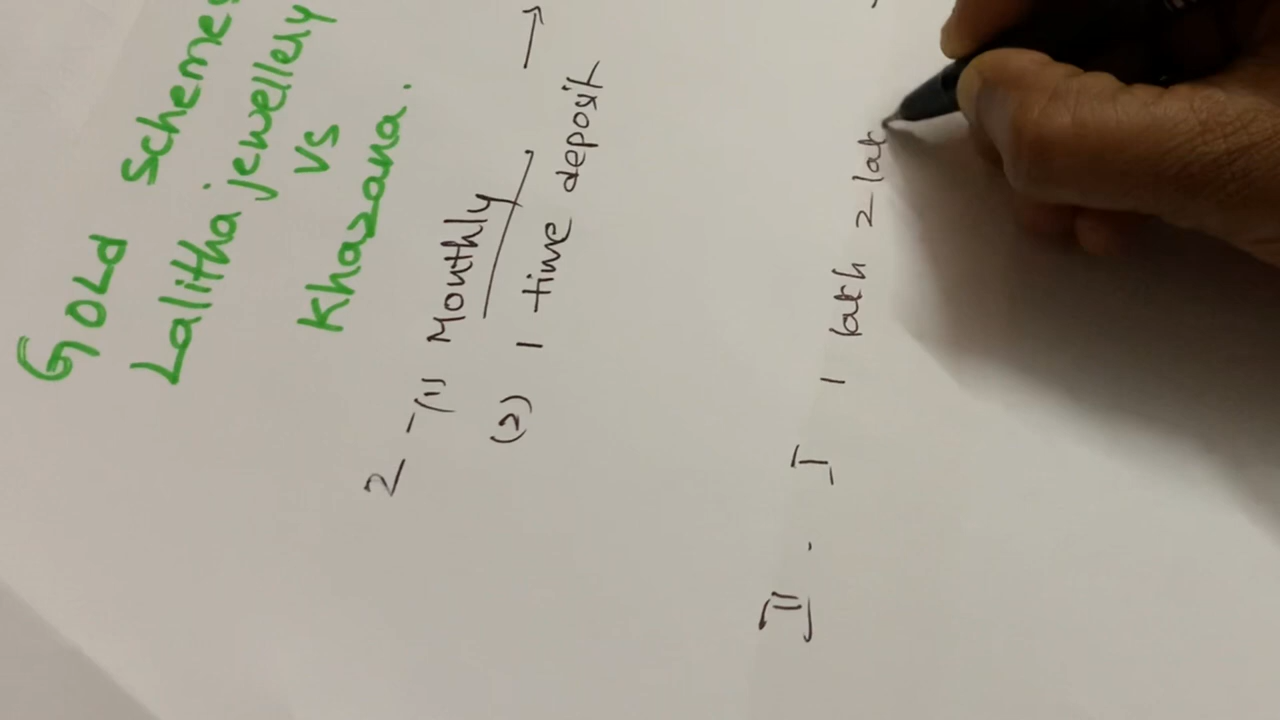 GOLD Schemes
Lalitha jewellery
Vs
Khazana.
2 - (1) Monthly →
(2) 1 time deposit
II . I 1 lakh 2 lak